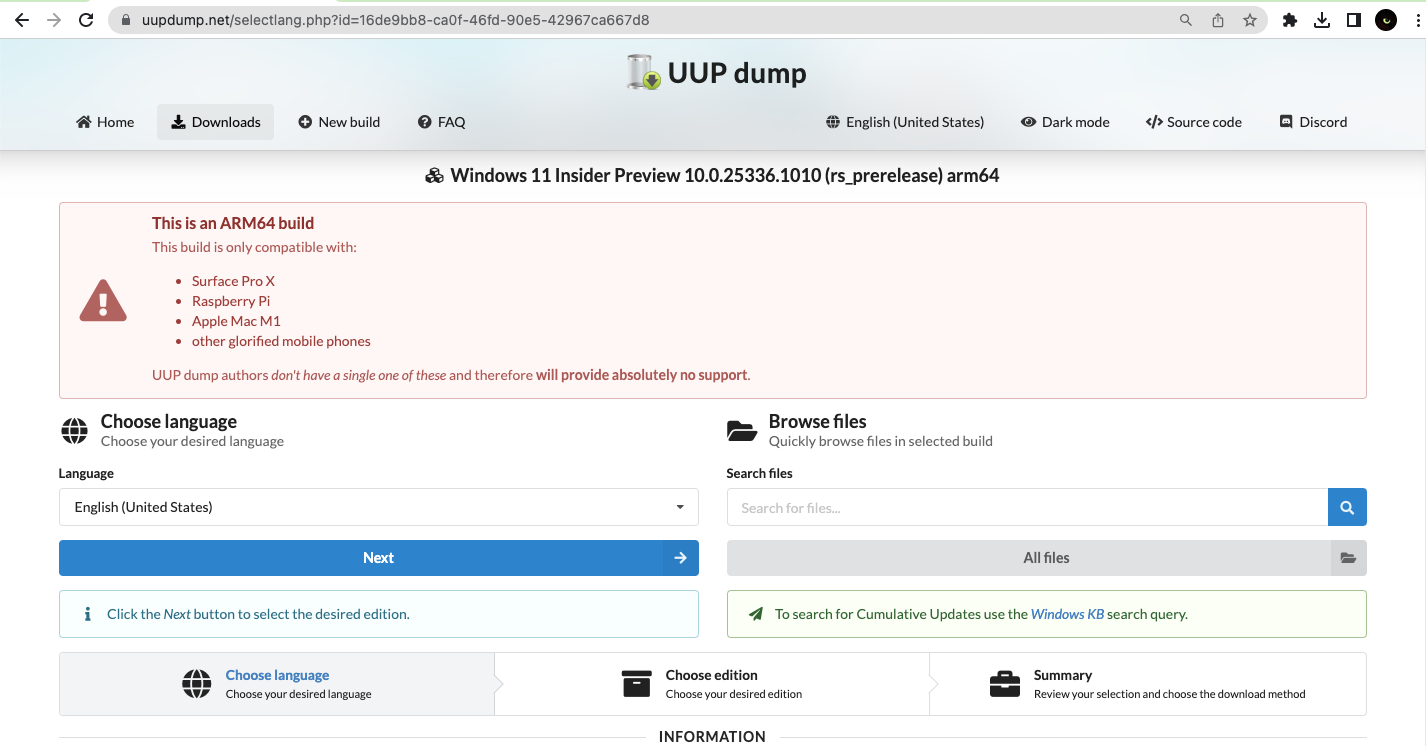 uupdump.net/selectlang.php?id=16de9bb8-ca0f-46fd-90e5-42967ca667d8
UUP dump
Home Downloads New build FAQ English (United States) Dark mode Source code Discord
Windows 11 Insider Preview 10.0.25336.1010 (rs_prerelease) arm64
This is an ARM64 build
This build is only compatible with:
• Surface Pro X
• Raspberry Pi
• Apple Mac M1
• other glorified mobile phones
UUP dump authors don't have a single one of these and therefore will provide absolutely no support.
Choose language
Choose your desired language
Language
English (United States)
Next
Click the Next button to select the desired edition.
Browse files
Quickly browse files in selected build
Search files
Search for files...
All files
To search for Cumulative Updates use the Windows KB search query.
Choose language
Choose your desired language
Choose edition
Choose your desired edition
Summary
Review your selection and choose the download method
INFORMATION